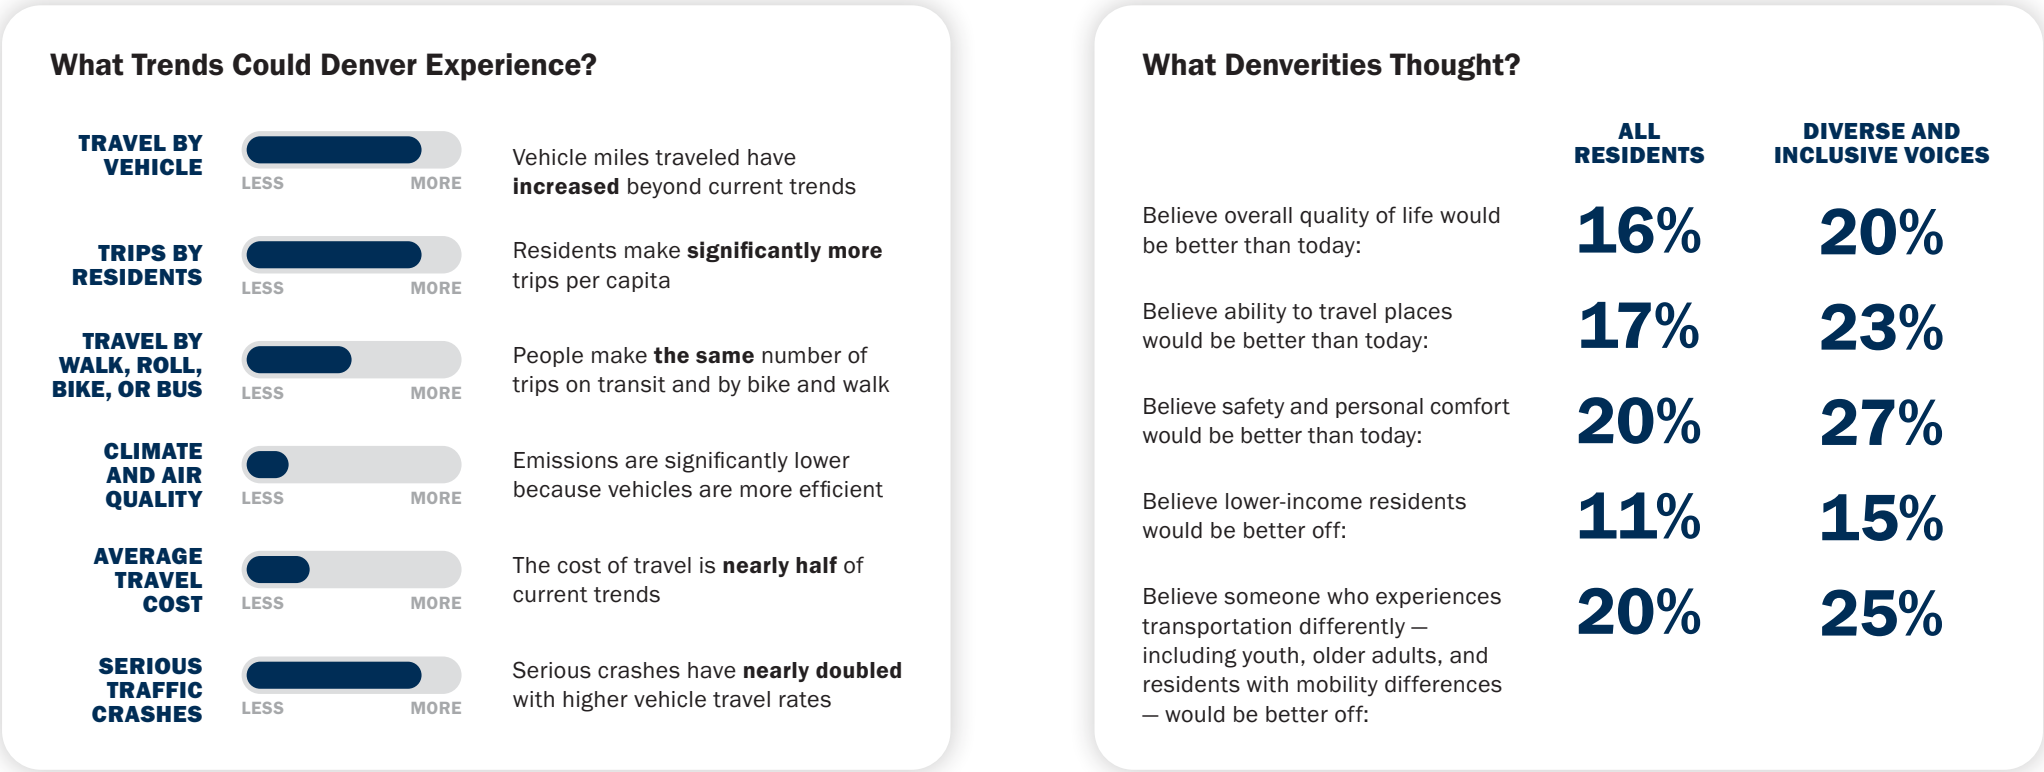 What Trends Could Denver Experience?
TRAVEL BY
VEHICLE
LESS MORE
Vehicle miles traveled have
increased beyond current trends
TRIPS BY
RESIDENTS
LESS MORE
Residents make significantly more
trips per capita
TRAVEL BY
WALK, ROLL,
BIKE, OR BUS
LESS MORE
People make the same number of
trips on transit and by bike and walk
CLIMATE
AND AIR
QUALITY
LESS MORE
Emissions are significantly lower
because vehicles are more efficient
AVERAGE
TRAVEL
COST
LESS MORE
The cost of travel is nearly half of
current trends
SERIOUS
TRAFFIC
CRASHES
LESS MORE
Serious crashes have nearly doubled
with higher vehicle travel rates
What Denverities Thought?
ALL
RESIDENTS
DIVERSE AND
INCLUSIVE VOICES
Believe overall quality of life would
be better than today:
16% 20%
Believe ability to travel places
would be better than today:
17% 23%
Believe safety and personal comfort
would be better than today:
20% 27%
Believe lower-income residents
would be better off:
11% 15%
Believe someone who experiences
transportation differently —
including youth, older adults, and
residents with mobility differences
— would be better off:
20% 25%